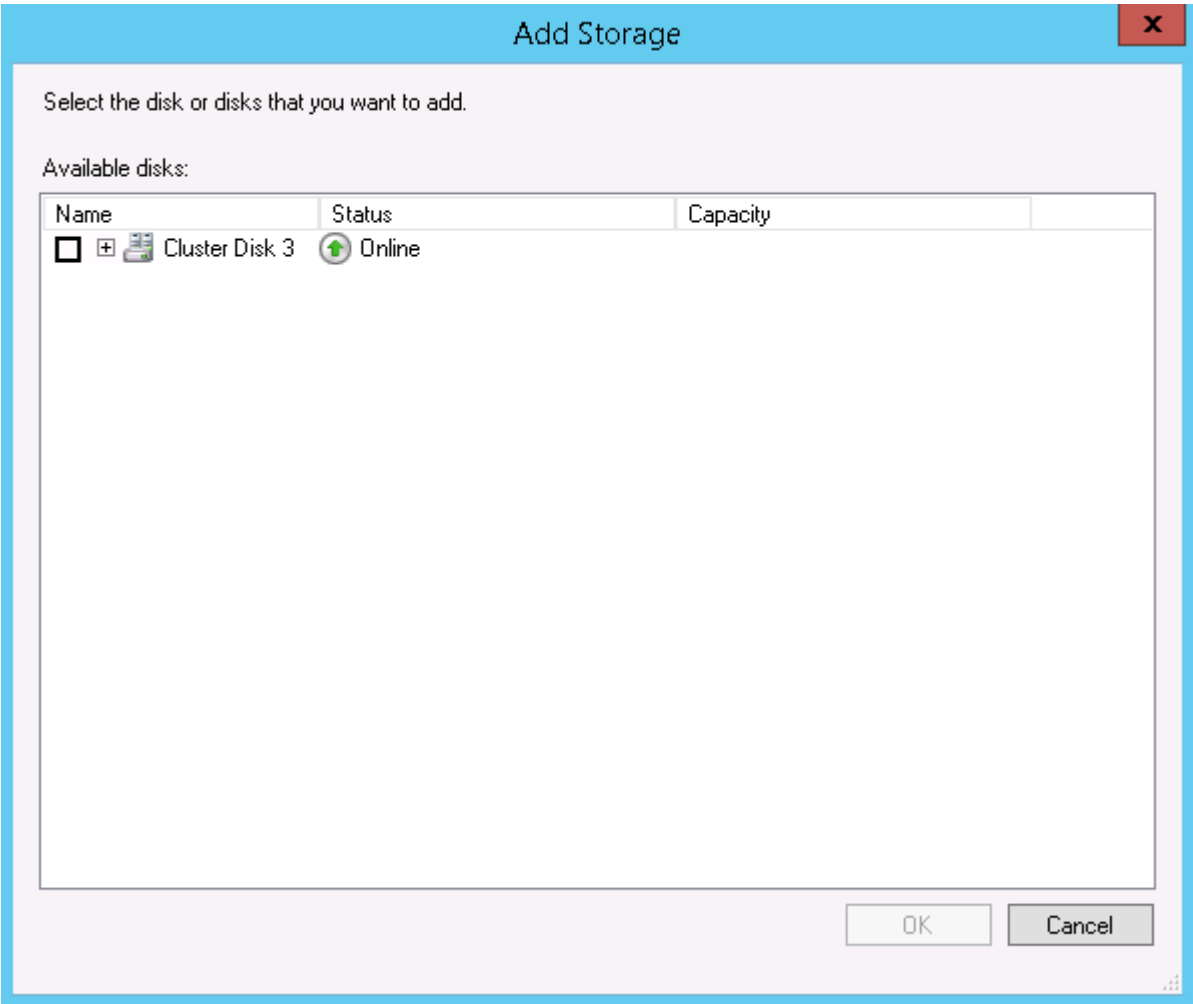 Add Storage
x
Select the disk or disks that you want to add.
Available disks:
Name Status Capacity
Cluster Disk 3 Online
OK Cancel